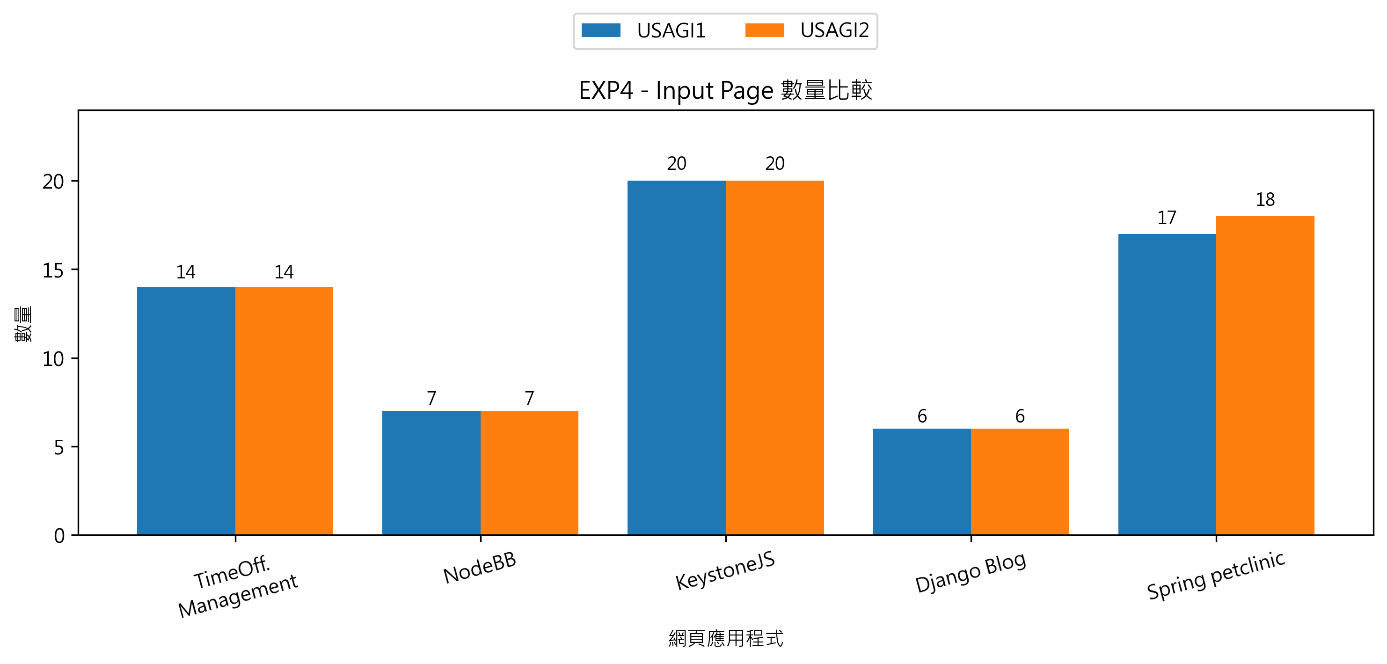 USAGI1 USAGI2
EXP4 - Input Page 數量比較
數量
20
15
10
5
0
14 14 7 7 20 20 6 6 17 18
TimeOff.
Management
NodeBB
KeystoneJS
Django Blog
Spring petclinic
網頁應用程式